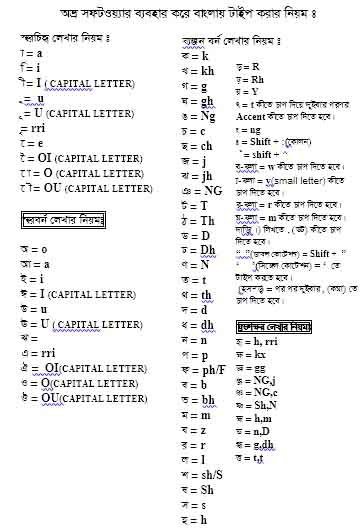 অভ্র সফটওয়্যার ব্যবহার করে বাংলায় টাইপ করার নিয়ম ঃ
স্বরচিহ্ন লেখার নিয়ম ঃ
া = a
ি = i
ী = I ( CAPITAL LETTER)
ু = u
ূ = U ( CAPITAL LETTER)
ৃ = rri
ে = e
ৈ = OI (CAPITAL LETTER)
ো = O (CAPITAL LETTER)
ৌ = OU(CAPITAL LETTER)
স্বরবর্ন লেখার নিয়মঃ
অ = o
আ = a
ই = i
ঈ = I (CAPITAL LETTER)
উ = u
ঊ = U ( CAPITAL LETTER)
ঋ =
এ = rri
ঐ = OI(CAPITAL LETTER)
ও = O(CAPITAL LETTER)
ঔ = OU(CAPITAL LETTER)
ব্যঞ্জন বর্ন লেখার নিয়ম ঃ
ক = k
খ = kh
গ = g
ঘ = gh
ঙ = Ng
চ = c
ছ = ch
জ = j
ঝ = jh
ঞ = NG
ট = T
ঠ = Th
ড = D
ঢ = Dh
ণ = N
ত = t
থ = th
দ = d
ধ = dh
ন = n
প = p
ফ = ph/F
ব = b
ভ = bh
ম = m
য = z
র = r
ল = I
শ = sh/S
ষ = Sh
স = s
হ = h
ড় = R
ঢ় = Rh
য় = Y
ৎ = t কীতে চাপ দিয়ে দুইবার
Accent কীতে চাপ দিতে হবে।
ং = ng
ঃ = Shift + :(কোলন)
ঁ = shift + ^
ব-ফলা = w কীতে চাপ দিতে হবে।
্য-ফলা = y(small letter) কীতে
চাপ দিতে হবে।
র-ফলা = r কীতে চাপ দিতে হবে।
ম-ফলা = m কীতে চাপ দিতে হবে।
দাড়ি(।) লিখতে . (ডট) কীতে চাপ
দিতে হবে।
“ ”(ডাবল কোটেশন) = Shift + ”
‘ ’(সিঙ্গেল কোটেশন) = ‘ তে
টাইপ করতে হবে।
(হসন্ত)্ = পর পর দুইবার, (কমা) তে
চাপ দিতে হবে।
যুক্তাক্ষর লেখার নিয়মঃ
হৃ = h, rri
ক্ষ = kx
জ্ঞ = gg
ঞ্জ = NG,j
ঞ্চ = NG,c
ষ্ণ = Sh,N
হ্ম = h,m
ন্ড = n,D
গ্ধ = g,dh
ত্ত = t,t